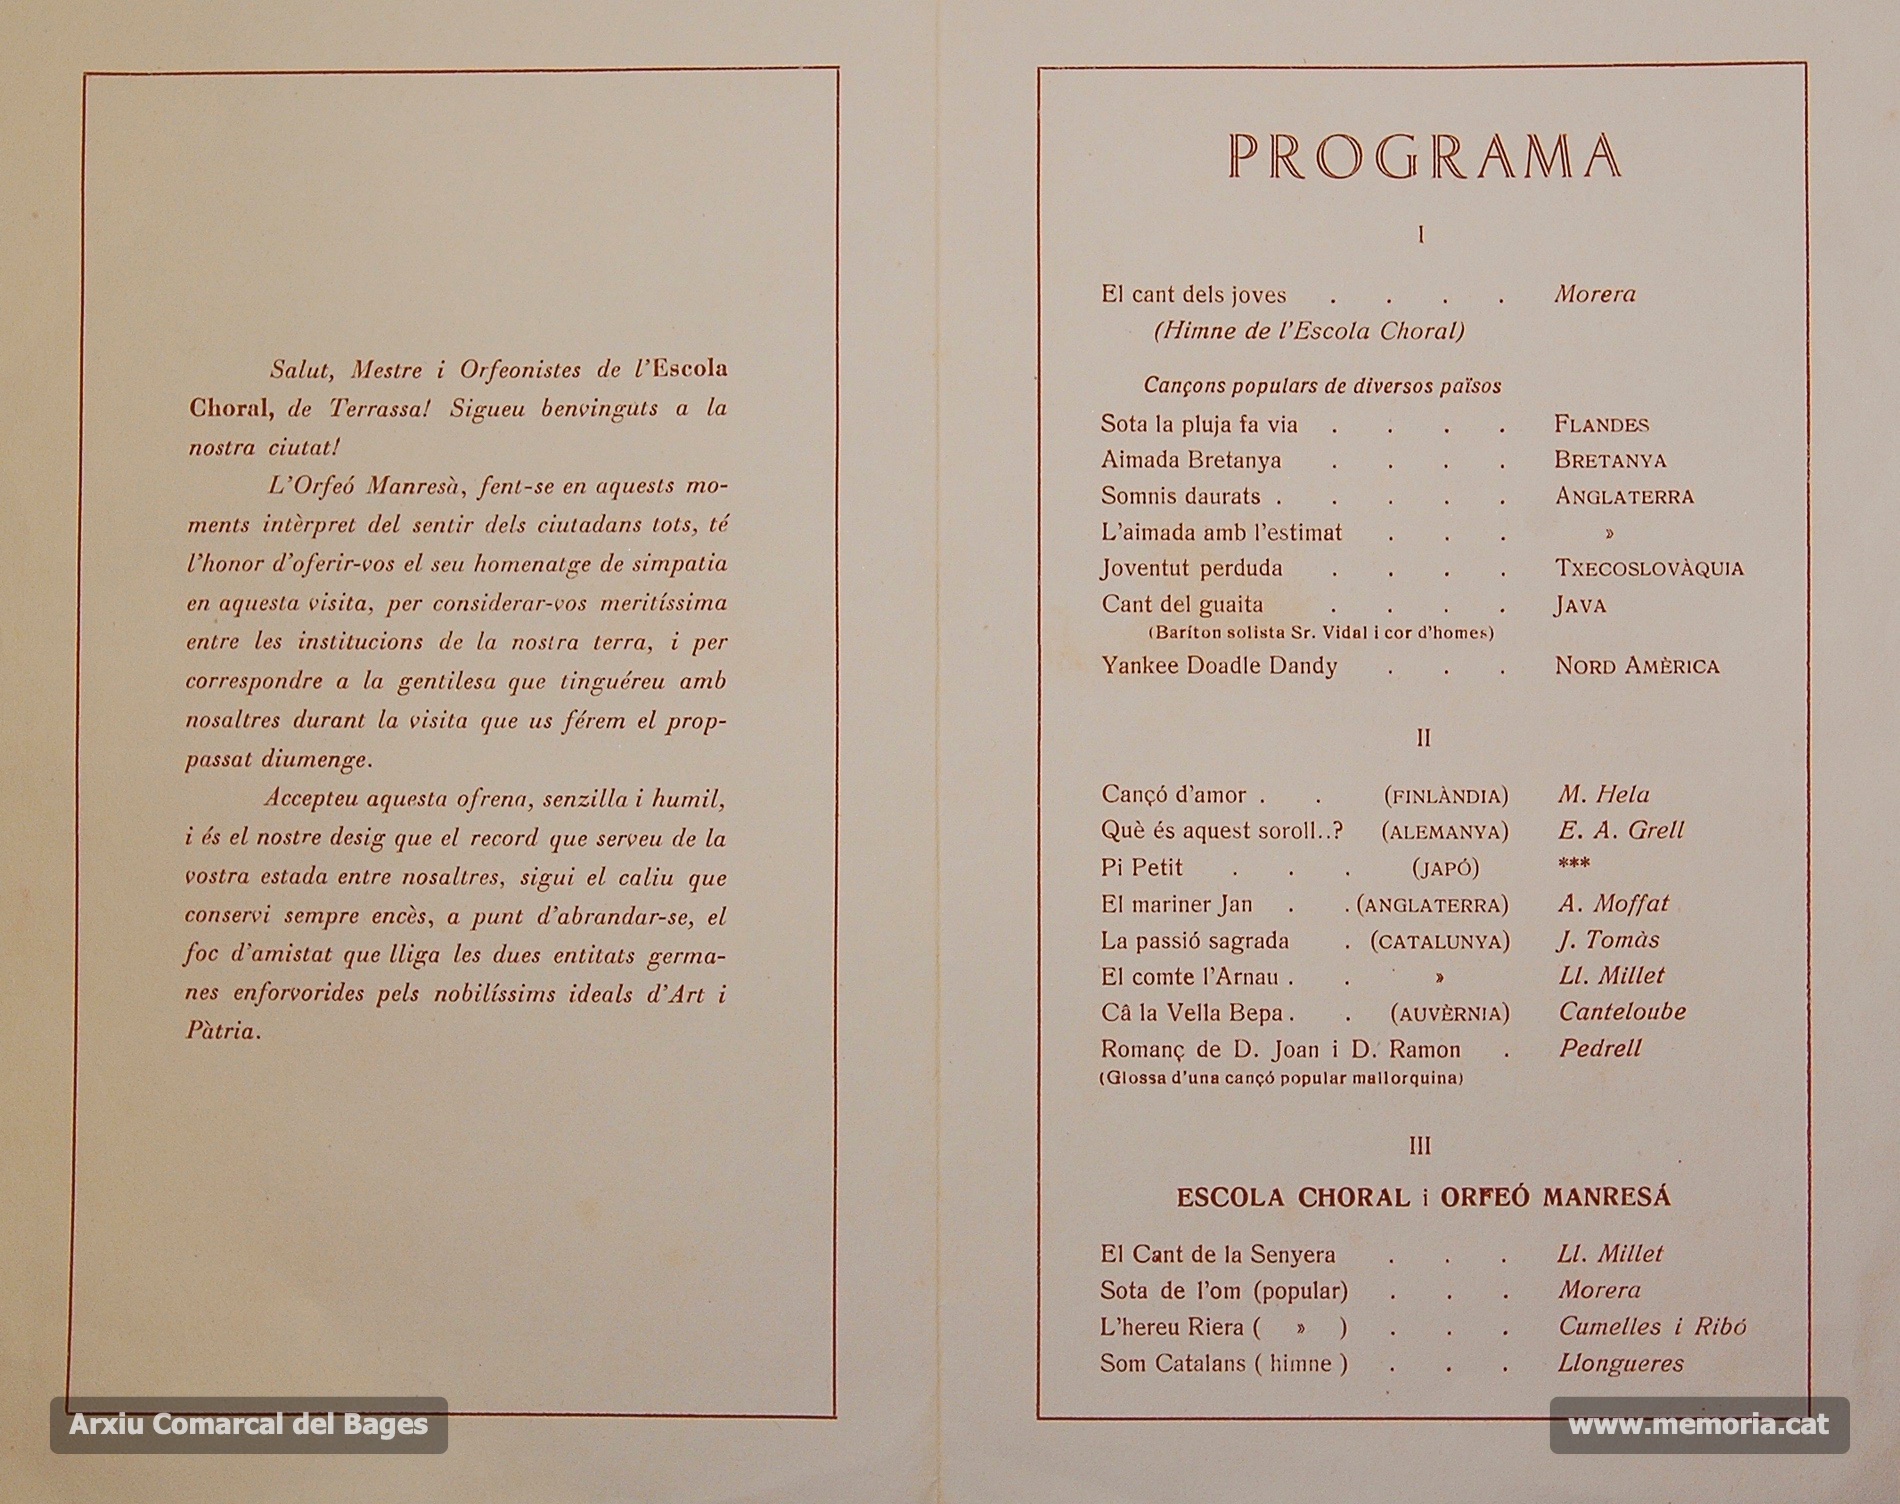 Salut, Mestre i Orfeonistes de l'Escola
Choral, de Terrassa! Sigueu benvinguts a la
nostra ciutat!
L'Orfeó Manresà, fent-se en aquests mo-
ments intèrpret del sentir dels ciutadans tots, té
l'honor d'oferir-vos el seu homenatge de simpatia
en aquesta visita, per considerar-vos meritíssima
entre les institucions de la nostra terra, i per
correspondre a la gentilesa que tinguéreu amb
nosaltres durant la visita que us férem el prop-
passat diumenge.
Accepteu aquesta ofrena, senzilla i humil,
i és el nostre desig que el record que serveu de la
vostra estada entre nosaltres, sigui el caliu que
conservi sempre encès, a punt d'abrandar-se, el
foc d'amistat que lliga les dues entitats germa-
nes enforvorides pels nobilíssims ideals d'Art i
Pàtria.
PROGRAMA
I
El cant dels joves . . . . Morera
(Himne de l'Escola Choral)
Cançons populars de diversos països
Sota la pluja fa via . . . . FLANDES
Aimada Bretanya . . . . BRETANYA
Somnis daurats . . . . . ANGLATERRA
L'aimada amb l'estimat . . . »
Joventut perduda . . . . TXECOSLOVÀQUIA
Cant del guaita . . . . JAVA
(Baríton solista Sr. Vidal i cor d'homes)
Yankee Doadle Dandy . . . NORD AMÈRICA
II
Cançó d'amor . . (FINLÀNDIA) M. Hela
Què és aquest soroll..? (ALEMANYA) E. A. Grell
Pi Petit . . . (JAPÓ) ***
El mariner Jan . . (ANGLATERRA) A. Moffat
La passió sagrada . (CATALUNYA) J. Tomàs
El comte l'Arnau . . » Ll. Millet
Câ la Vella Bepa . . (AUVÈRNIA) Canteloube
Romanç de D. Joan i D. Ramon . Pedrell
(Glossa d'una cançó popular mallorquina)
III
ESCOLA CHORAL i ORFEÓ MANRESÁ
El Cant de la Senyera . . . Ll. Millet
Sota de l'om (popular) . . . Morera
L'hereu Riera ( » ) . . . Cumelles i Ribó
Som Catalans ( himne ) . . . Llongueres
Arxiu Comarcal del Bages
www.memoria.cat